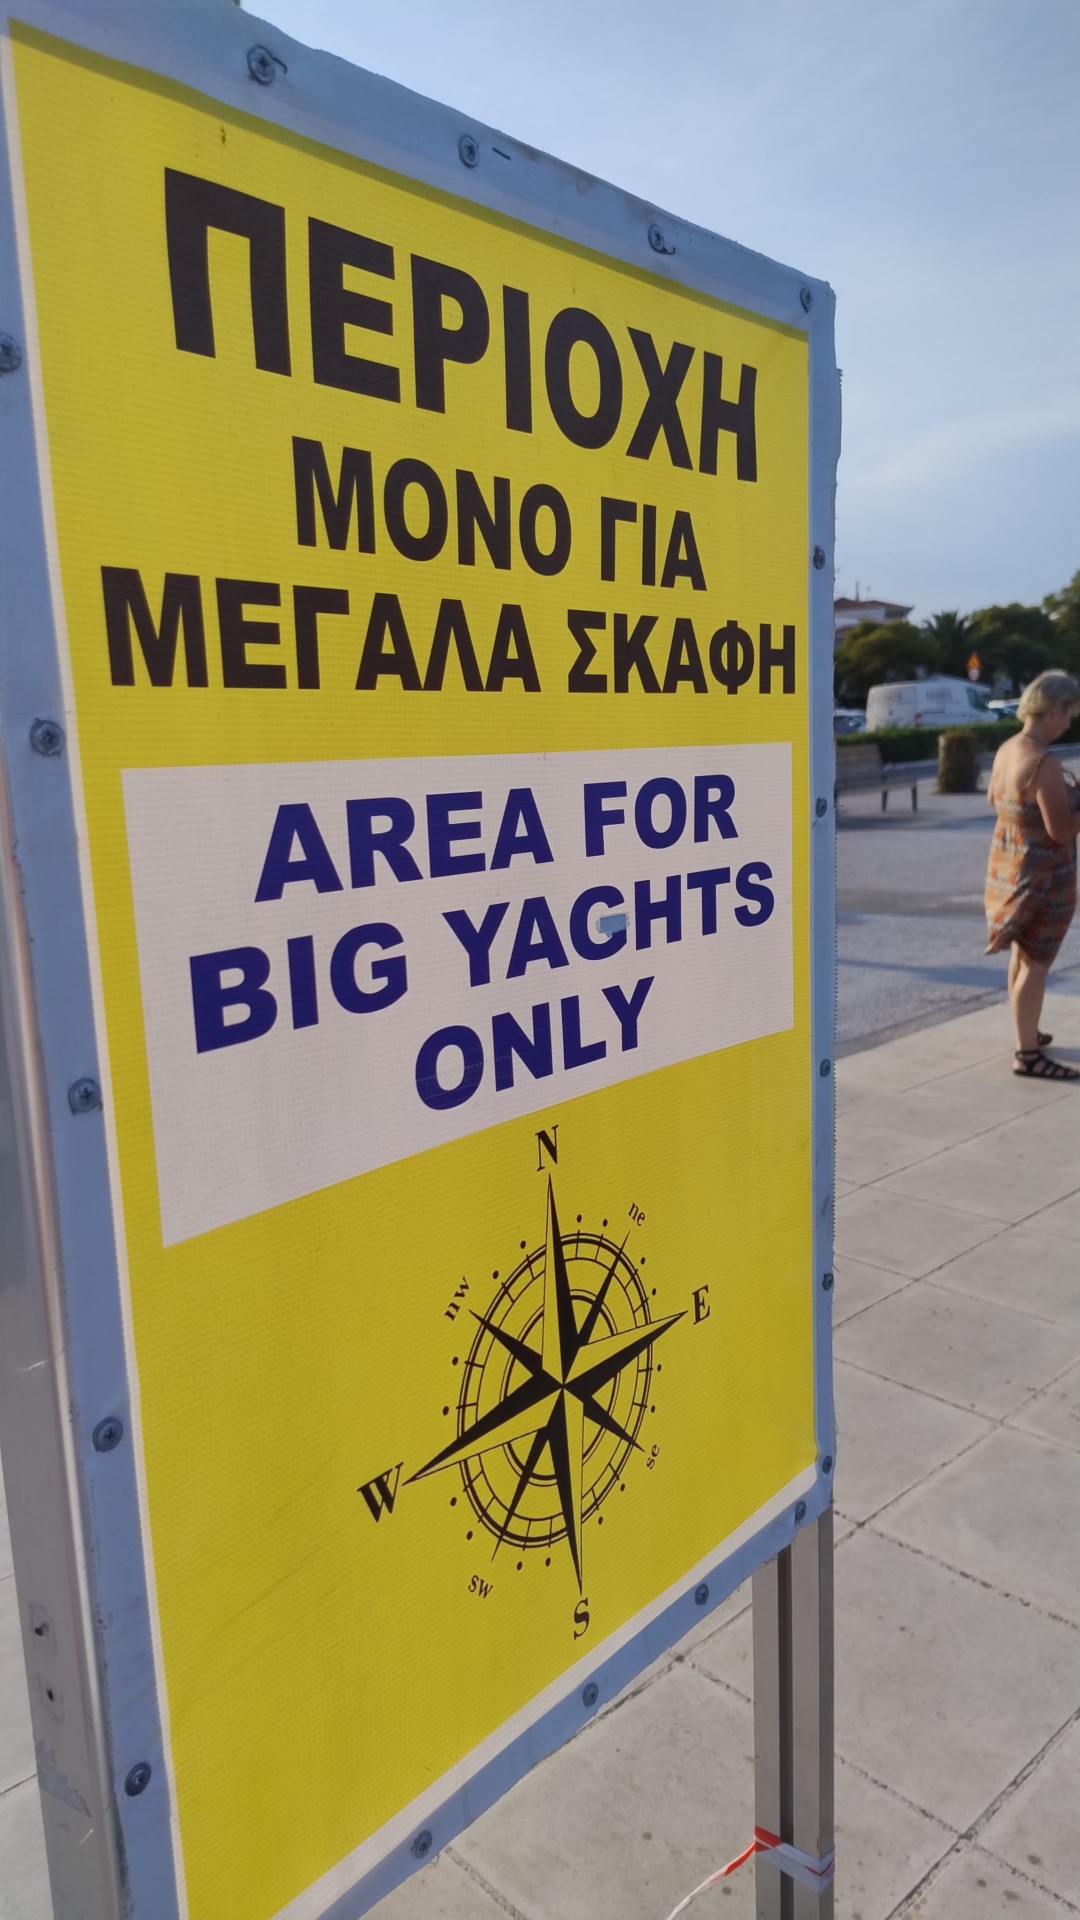 ΠΕΡΙΟΧΗ
ΜΟΝΟ ΓΙΑ
ΜΕΓΑΛΑ ΣΚΑΦΗ
AREA FOR
BIG YACHTS
ONLY
N
ne
nw
E
W
se
sw
S